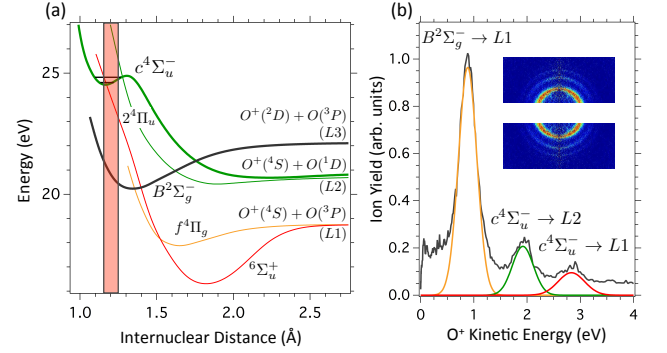 (a)
25
20
Energy (eV)
1.0
1.5
2.0
2.5
Internuclear Distance (Å)
c⁴Σᵤ⁻
2⁴Πᵤ
O⁺(²D) + O(³P)
(L3)
B²Σg⁻
O⁺(⁴S) + O(¹D)
(L2)
f⁴Πg
O⁺(⁴S) + O(³P)
(L1)
⁶Σᵤ⁺
(b)
B²Σg⁻ → L1
1.0
0.8
0.6
0.4
0.2
0.0
Ion Yield (arb. units)
c⁴Σᵤ⁻ → L2
c⁴Σᵤ⁻ → L1
0
1
2
3
4
O⁺ Kinetic Energy (eV)